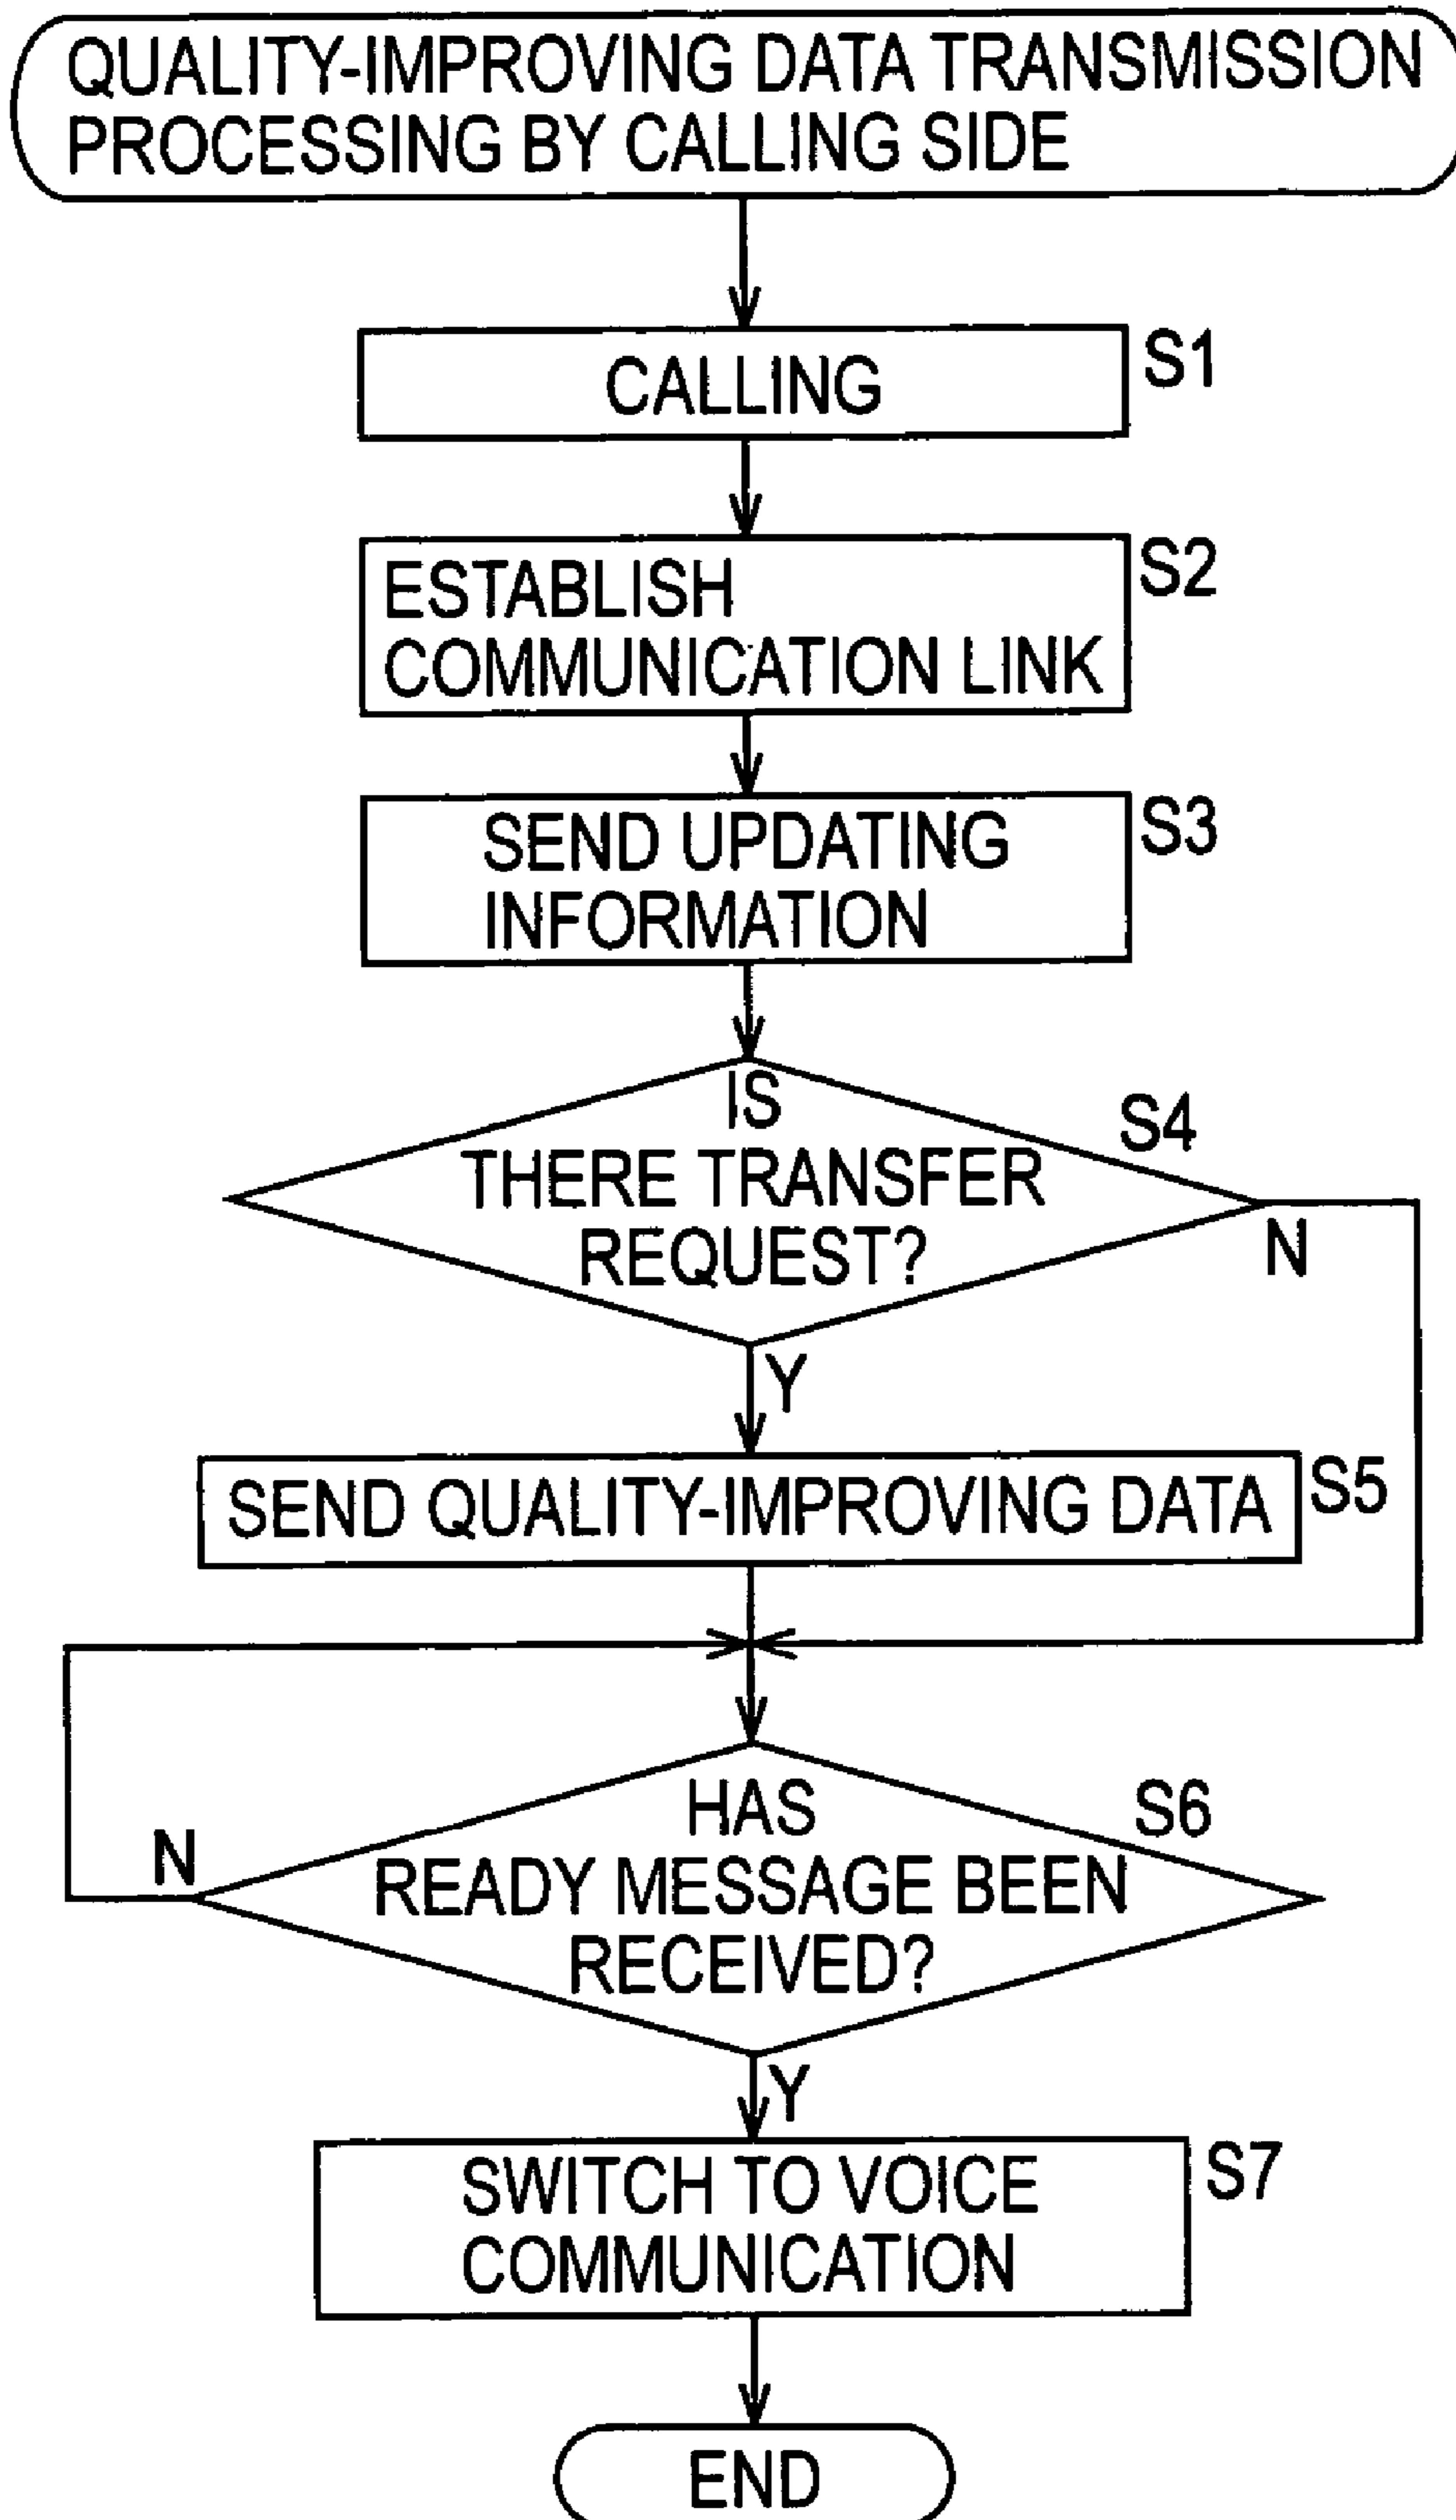 QUALITY-IMPROVING DATA TRANSMISSION
PROCESSING BY CALLING SIDE
CALLING
S1
ESTABLISH
COMMUNICATION LINK
S2
SEND UPDATING
INFORMATION
S3
IS
THERE TRANSFER
REQUEST?
S4
N
Y
SEND QUALITY-IMPROVING DATA
S5
HAS
READY MESSAGE BEEN
RECEIVED?
S6
N
Y
SWITCH TO VOICE
COMMUNICATION
S7
END